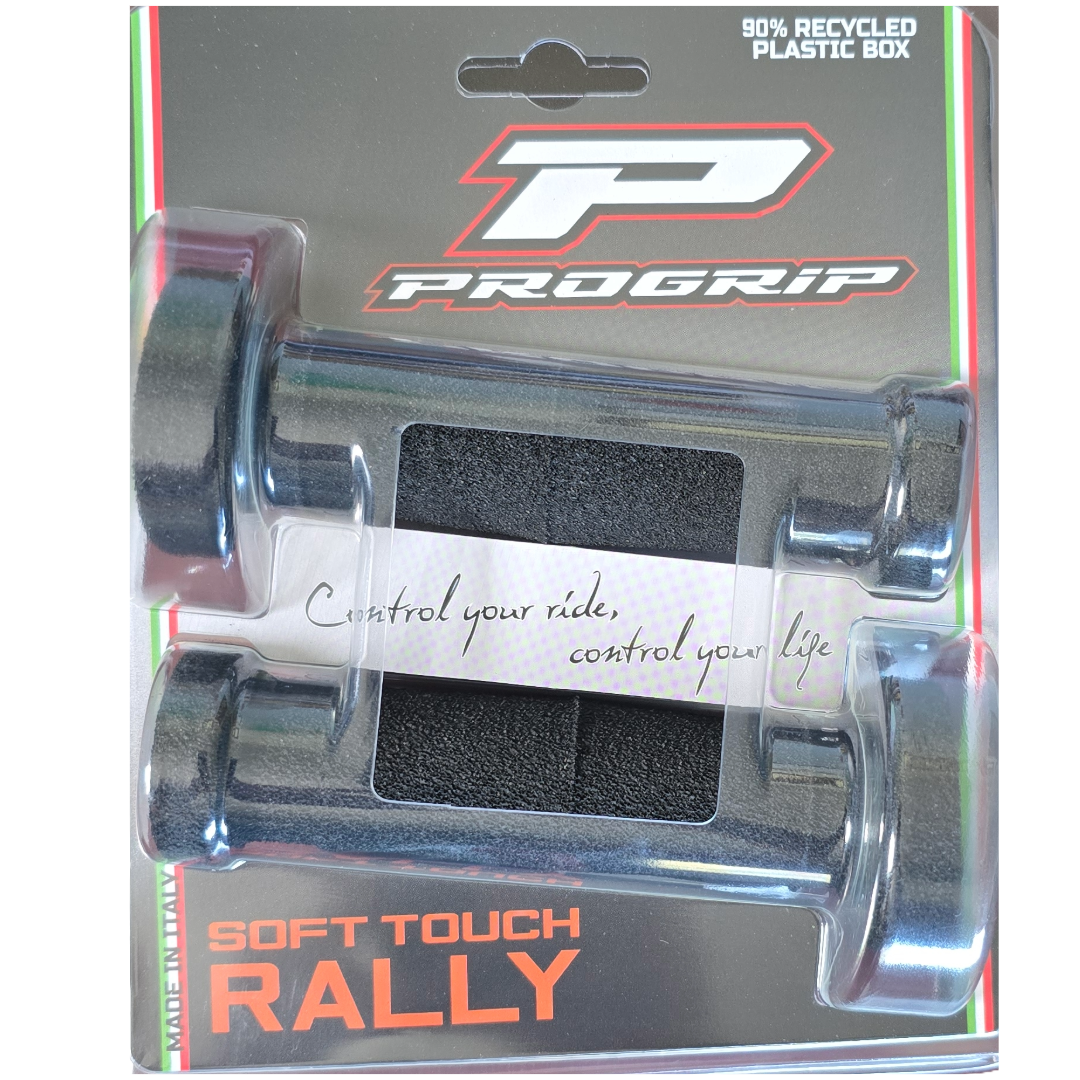 90% RECYCLED
PLASTIC BOX
P
PROGRIP
Control your ride,
control your life
SOFT TOUCH
RALLY
MADE IN ITALY